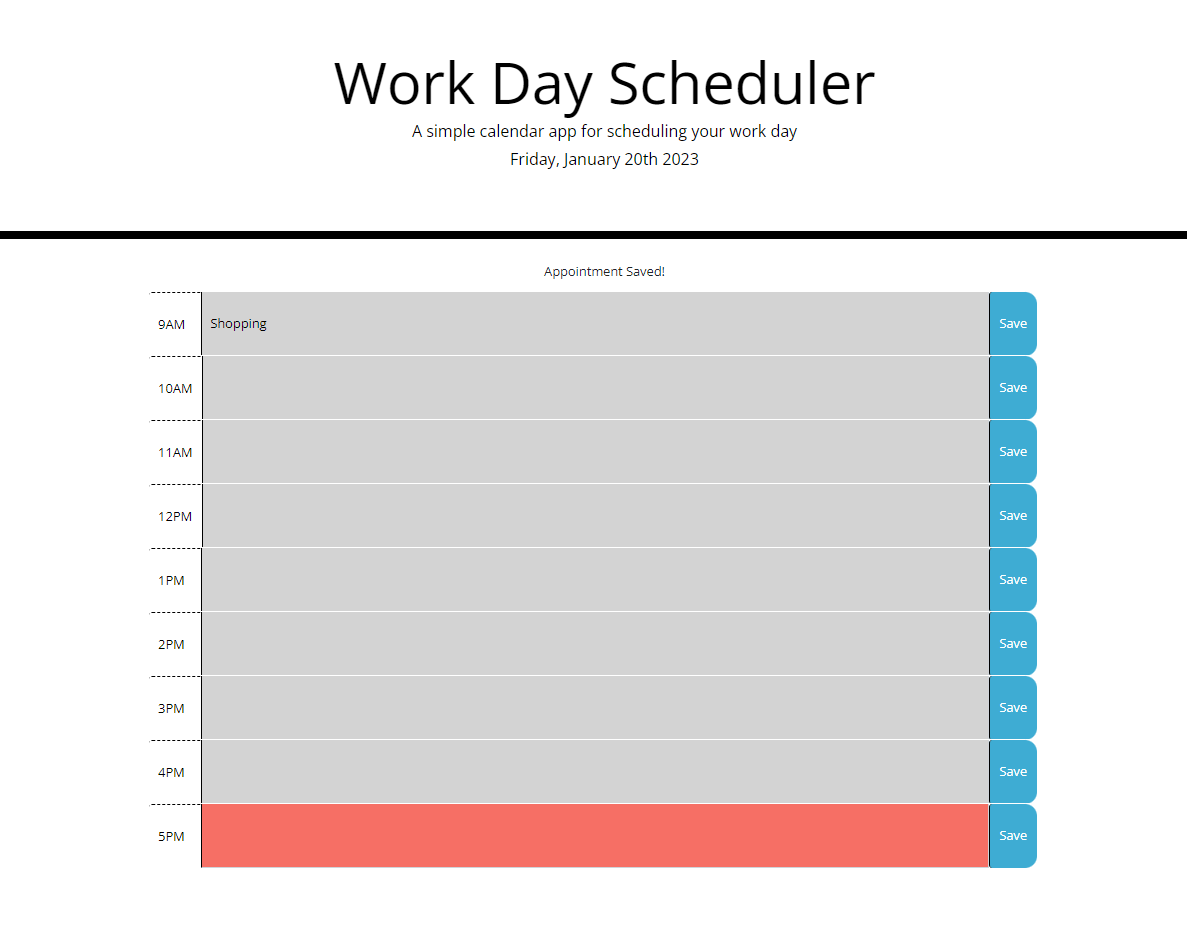 Work Day Scheduler
A simple calendar app for scheduling your work day
Friday, January 20th 2023
Appointment Saved!
9AM Shopping Save
10AM Save
11AM Save
12PM Save
1PM Save
2PM Save
3PM Save
4PM Save
5PM Save